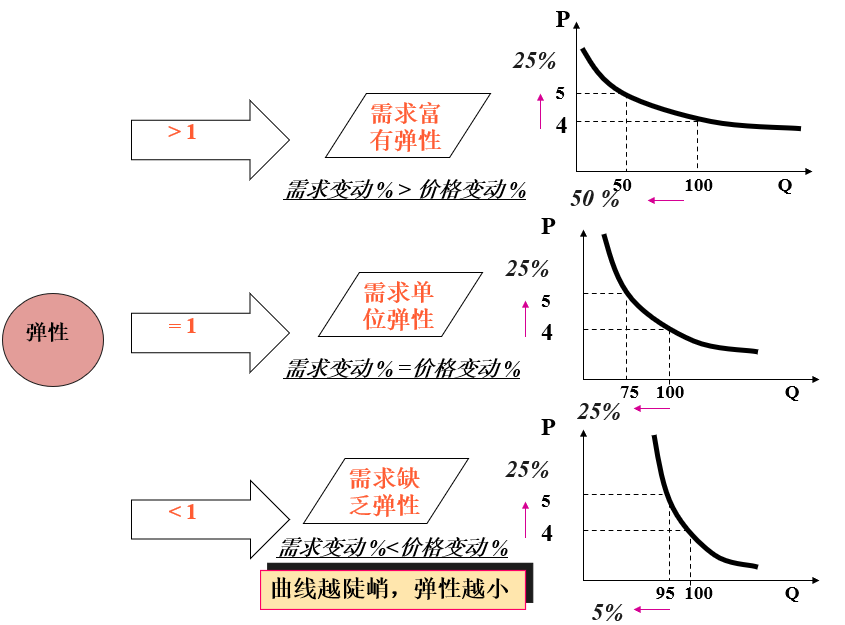 弹性
>1
需求富
有弹性
需求变动%> 价格变动%
P
25%
5
4
50
100
Q
50 %
=1
需求单
位弹性
需求变动%=价格变动%
P
25%
5
4
75
100
Q
25%
<1
需求缺
乏弹性
需求变动%<价格变动%
曲线越陡峭，弹性越小
P
25%
5
4
95
100
Q
5%